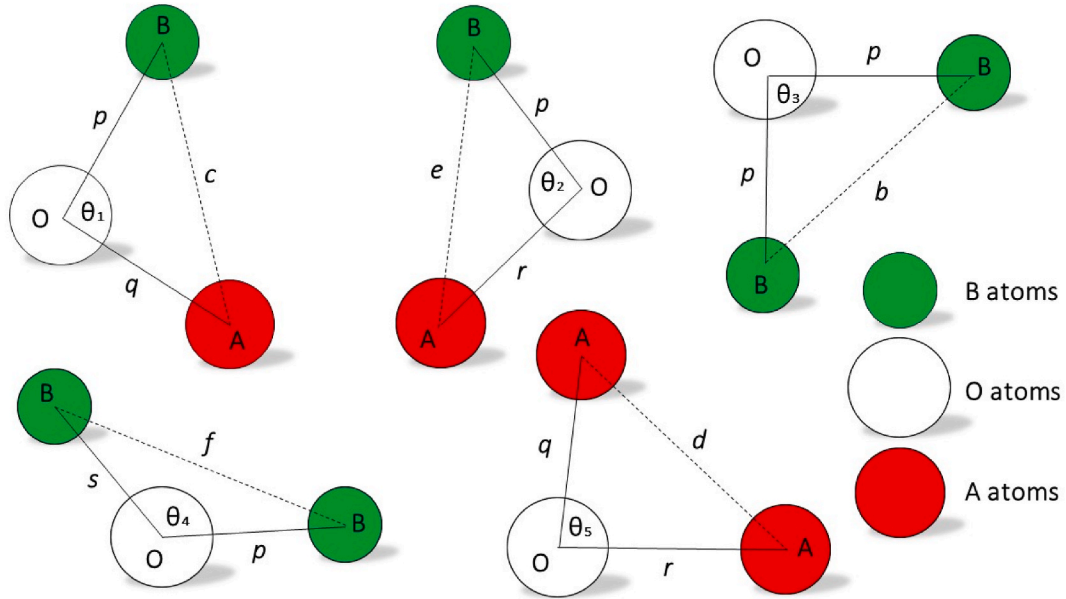 B
p
c
O
θ₁
q
A
B
p
e
θ₂
O
r
A
O
p
B
θ₃
p
b
B
B
f
s
θ₄
B
O
p
A
q
d
θ₅
O
A
r
B atoms
O atoms
A atoms